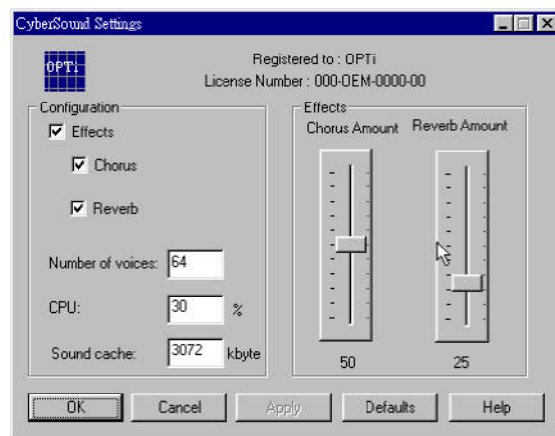 CyberSound Settings
OPTi
Registered to : OPTi
License Number : 000-OEM-0000-00
Configuration
Effects
Chorus
Reverb
Number of voices: 64
CPU: 30 %
Sound cache: 3072 kbyte
Effects
Chorus Amount Reverb Amount
50 25
OK Cancel Apply Defaults Help